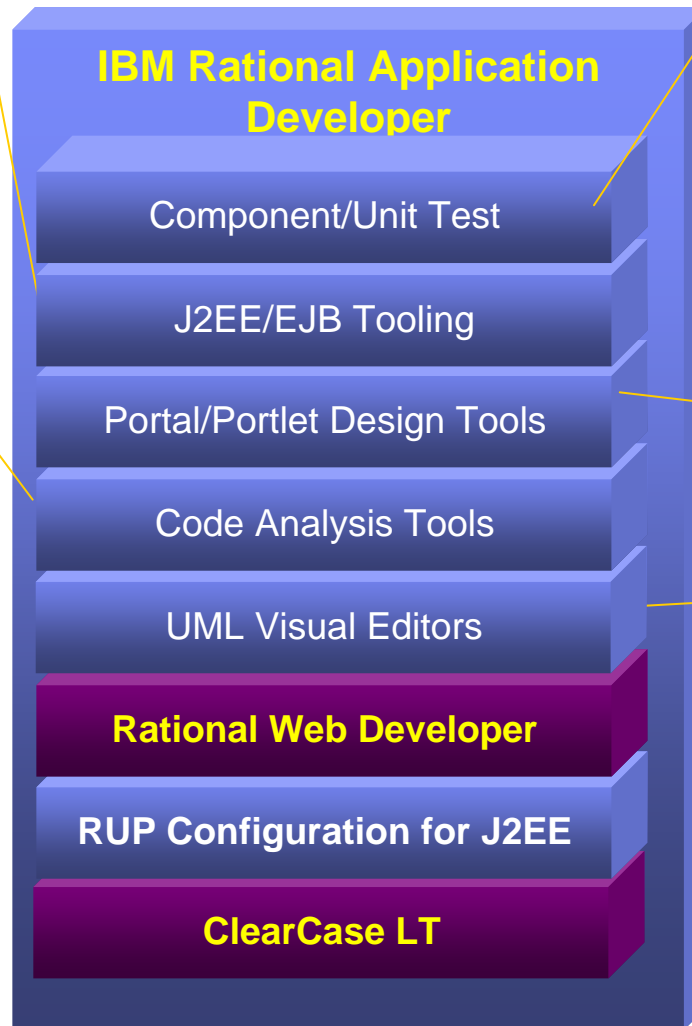 IBM Rational Application
Developer
Component/Unit Test
J2EE/EJB Tooling
Portal/Portlet Design Tools
Code Analysis Tools
UML Visual Editors
Rational Web Developer
RUP Configuration for J2EE
ClearCase LT